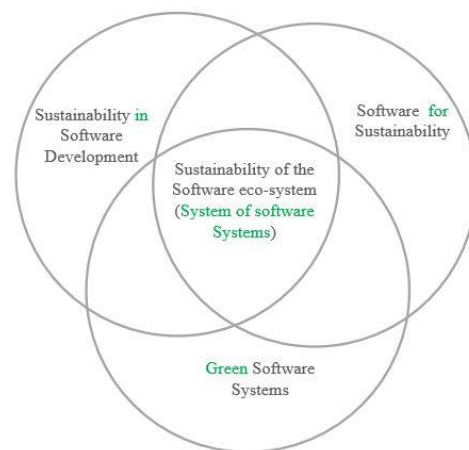 Sustainability in
Software
Development
Software for
Sustainability
Sustainability of the
Software eco-system
(System of software
Systems)
Green Software
Systems